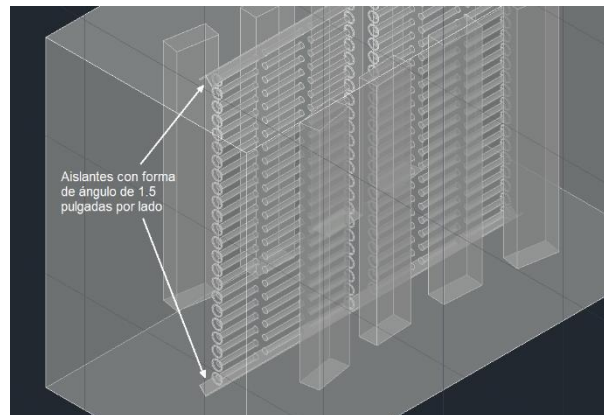 Aislantes con forma
de ángulo de 1.5
pulgadas por lado